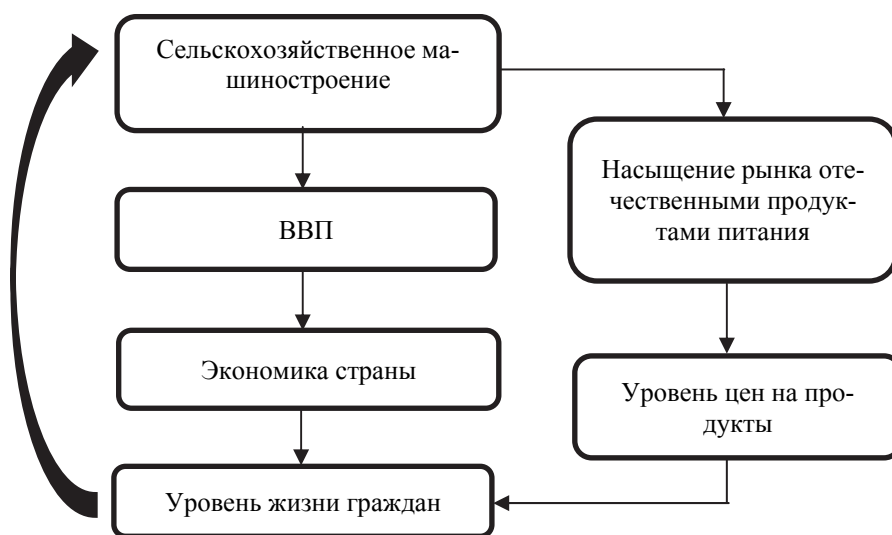 Сельскохозяйственное ма-
шиностроение
Насыщение рынка оте-
чественными продук-
тами питания
ВВП
Экономика страны
Уровень цен на про-
дукты
Уровень жизни граждан